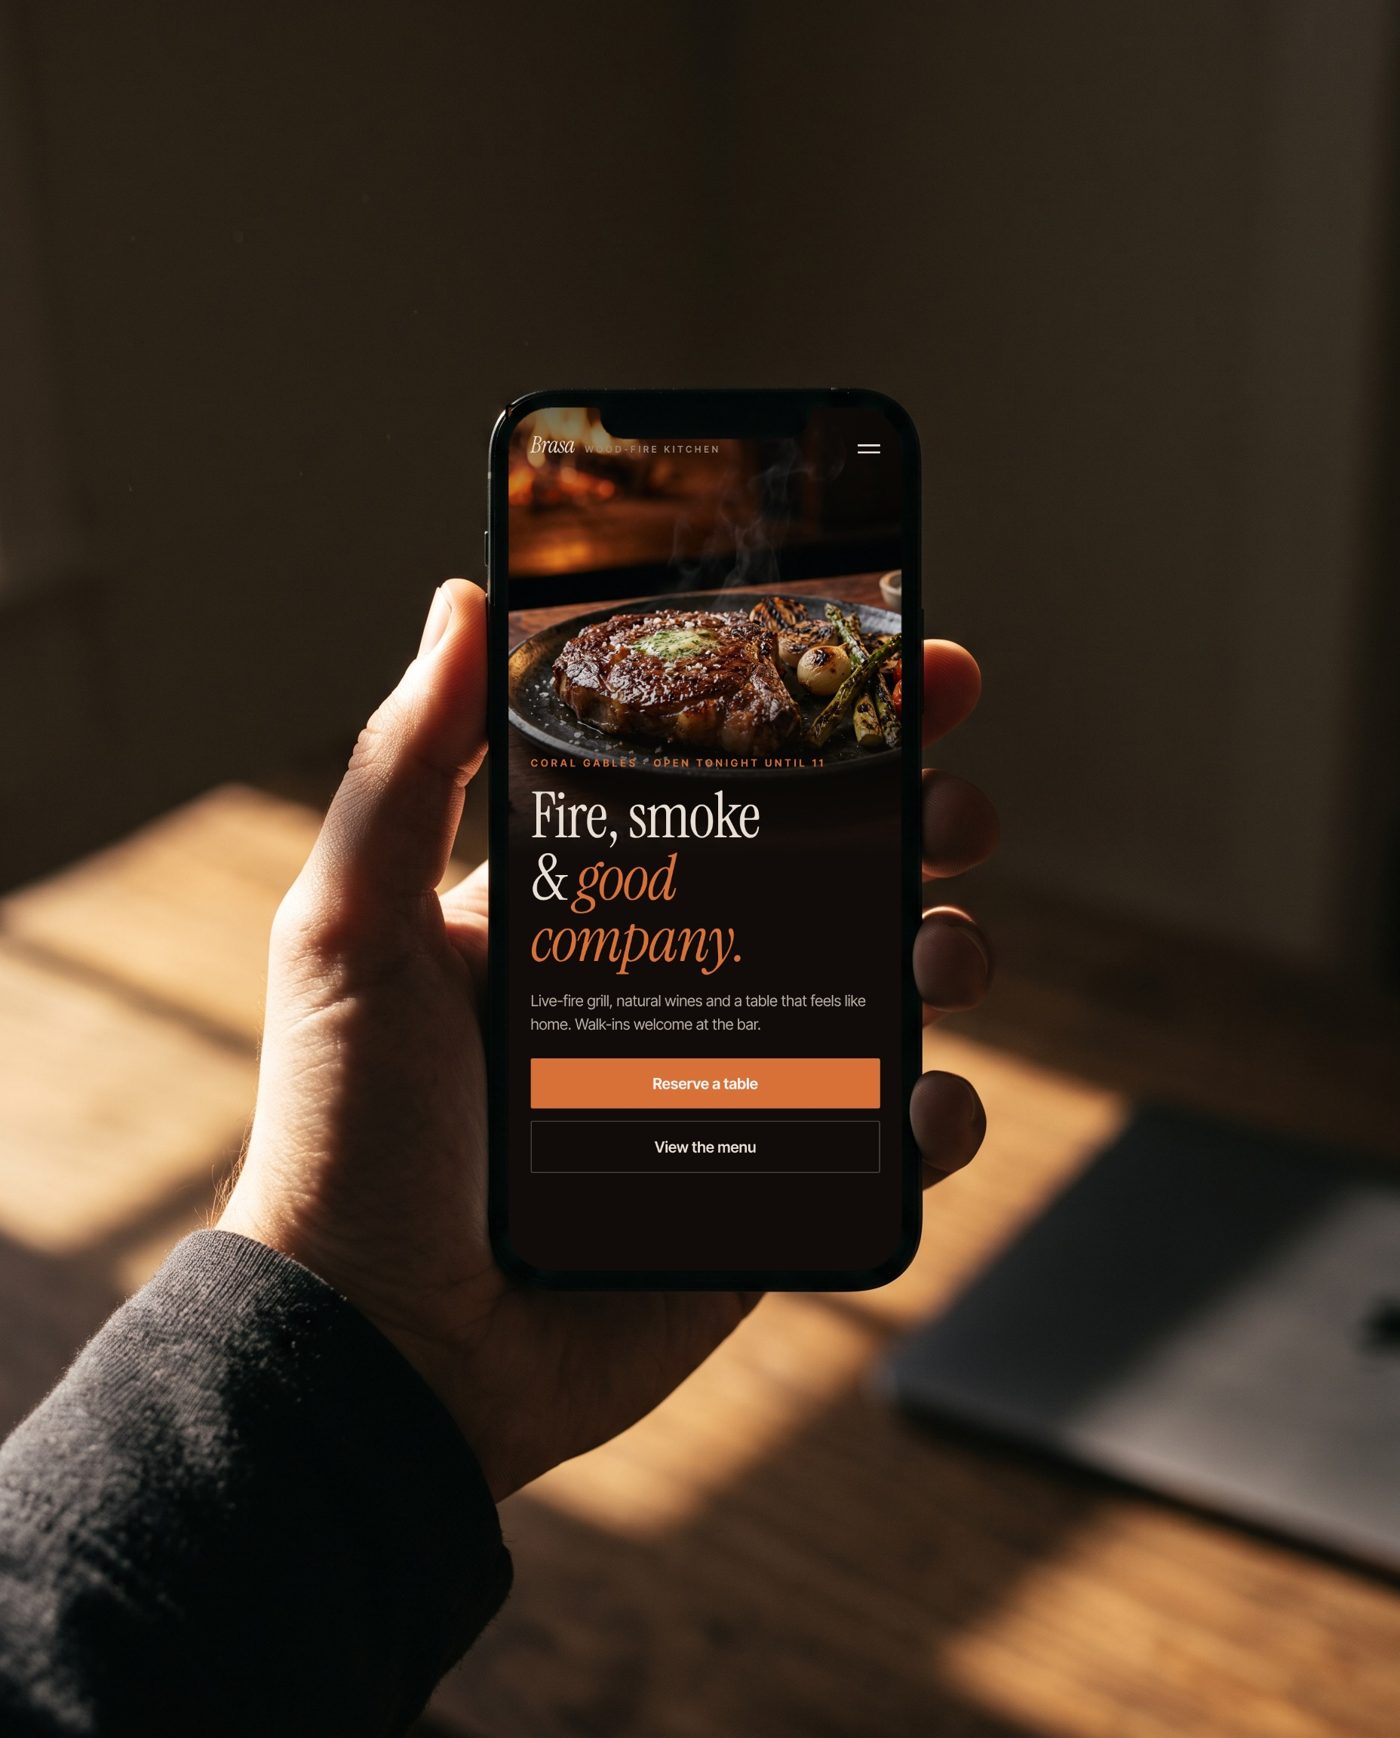 Brasa WOOD-FIRE KITCHEN
CORAL GABLES · OPEN TONIGHT UNTIL 11
Fire, smoke
& good
company.
Live-fire grill, natural wines and a table that feels like
home. Walk-ins welcome at the bar.
Reserve a table
View the menu